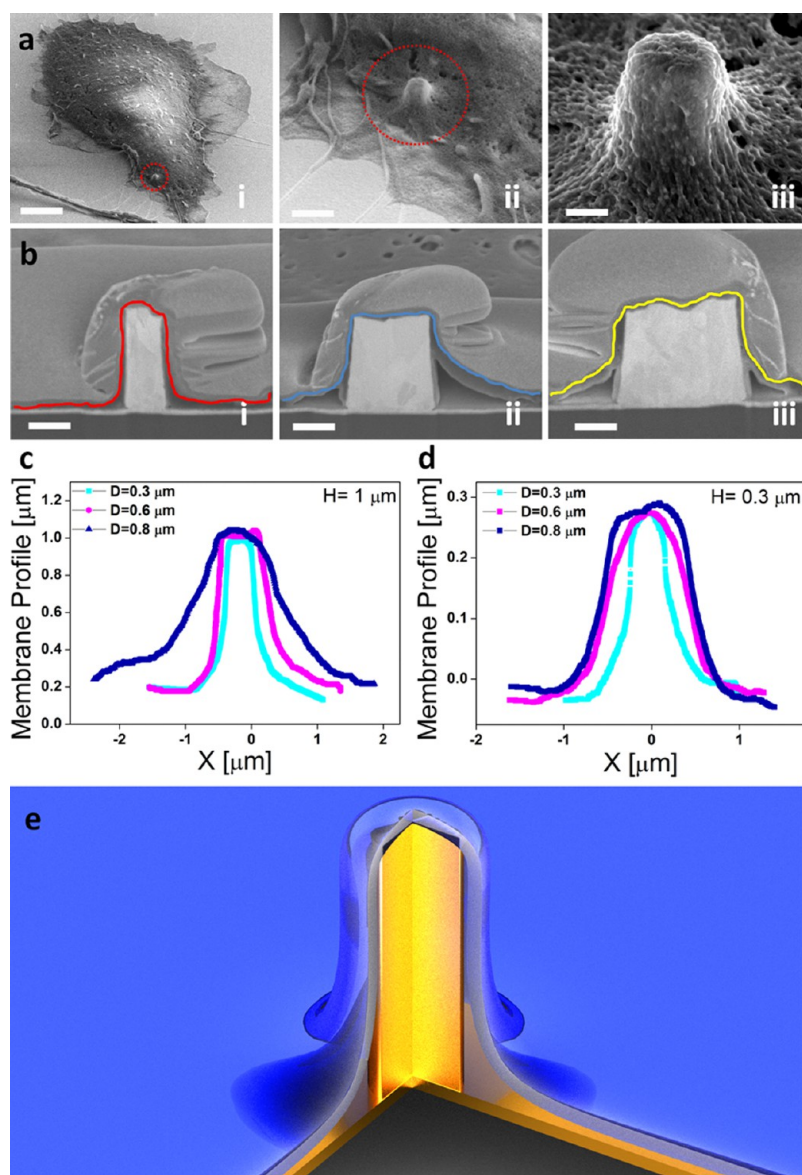 a
i
ii
iii
b
i
ii
iii
c
D=0.3 μm
D=0.6 μm
D=0.8 μm
H= 1 μm
1.2
1.0
0.8
0.6
0.4
0.2
0.0
Membrane Profile [μm]
-2
-1
0
1
2
X [μm]
d
D=0.3 μm
D=0.6 μm
D=0.8 μm
H= 0.3 μm
0.3
0.2
0.1
0.0
Membrane Profile [μm]
-1
0
1
X [μm]
e